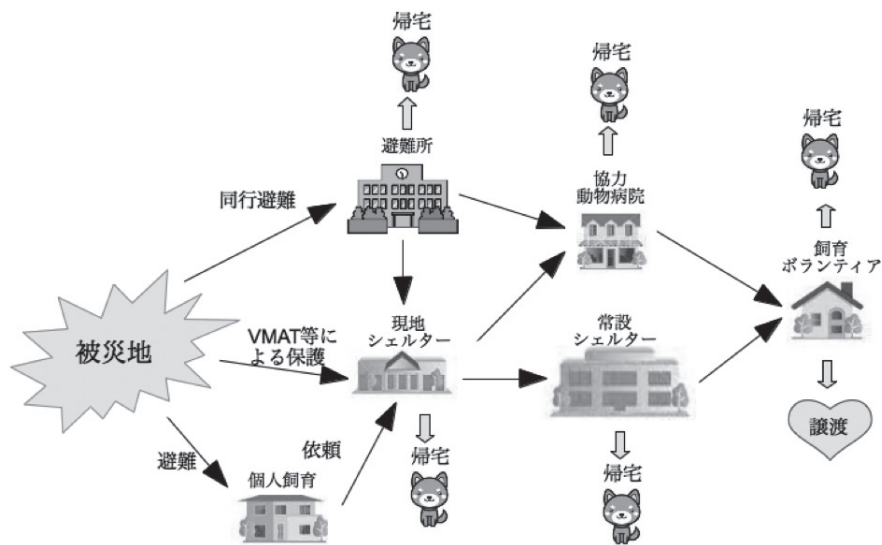 帰宅
帰宅
帰宅
避難所
協力
動物病院
同行避難
飼育
ボランティア
被災地
VMAT等に
よる保護
現地
シェルター
常設
シェルター
譲渡
避難
依頼
個人飼育
帰宅
帰宅